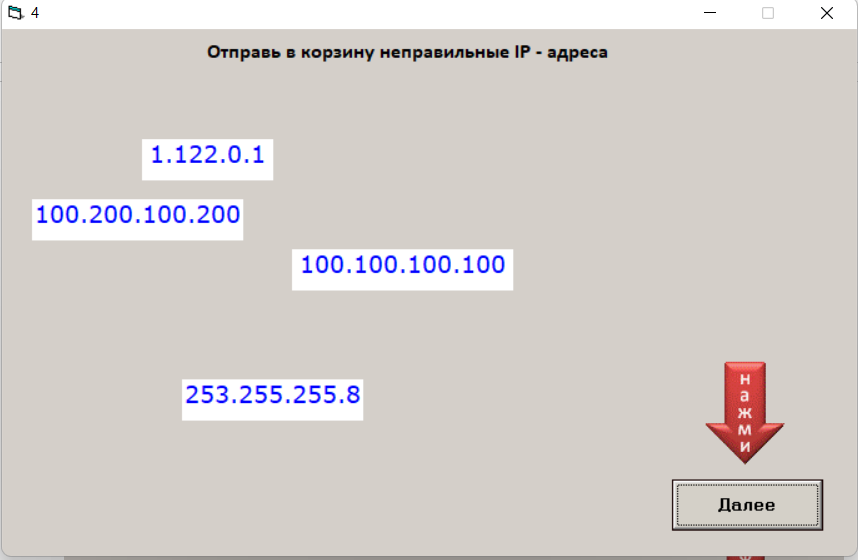 4
Отправь в корзину неправильные IP - адреса
1.122.0.1
100.200.100.200
100.100.100.100
253.255.255.8
нажми
Далее